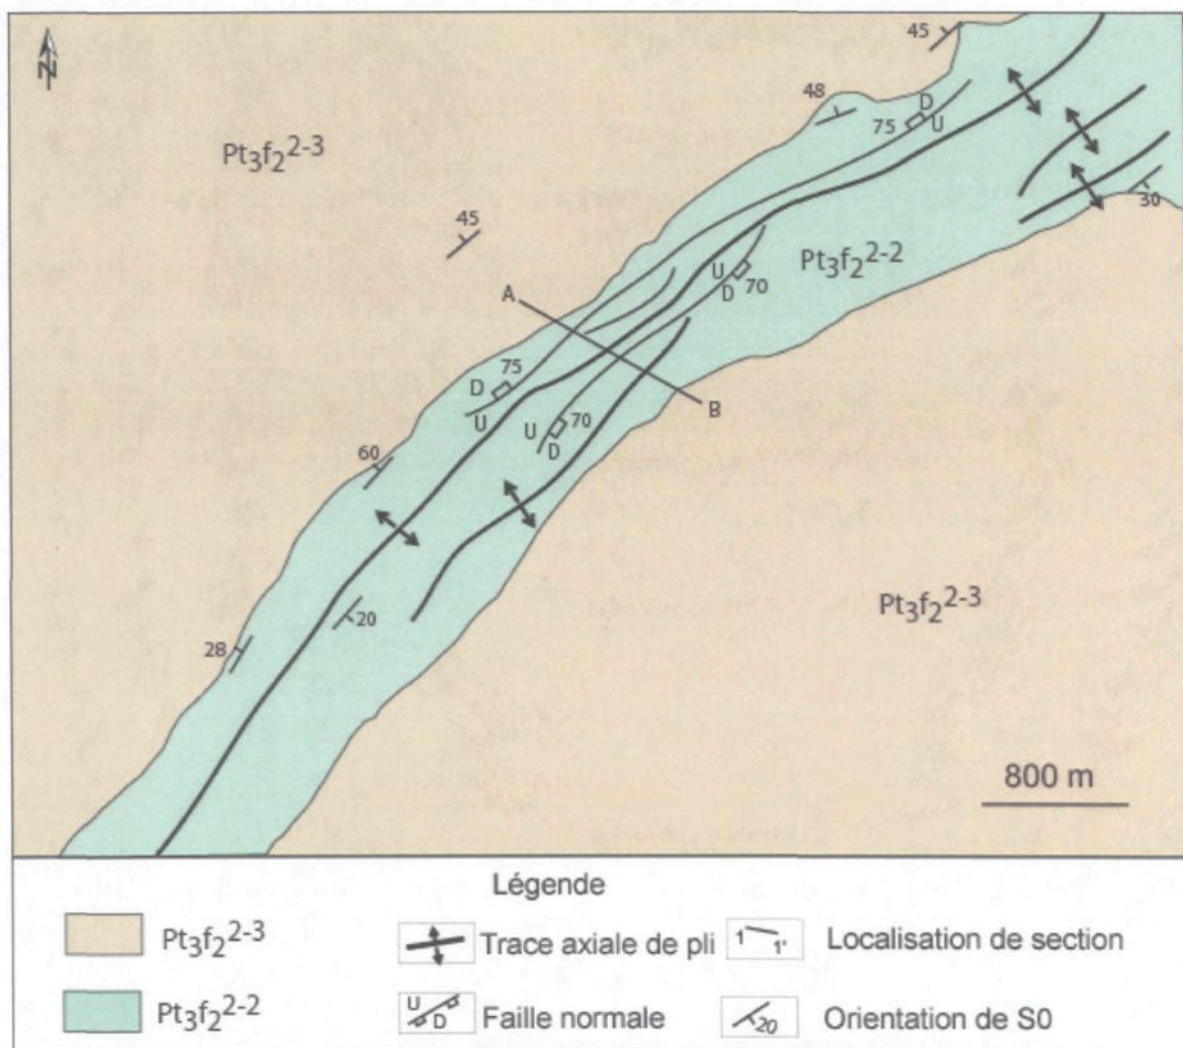 N
45
48
D
75
U
Pt₃f₂²⁻³
45
30
U
70
D
Pt₃f₂²⁻²
A
75
D
U
B
U
70
D
60
20
28
Pt₃f₂²⁻³
800 m
Légende
Pt₃f₂²⁻³
Trace axiale de pli
1 1'
Localisation de section
Pt₃f₂²⁻²
U
D
Faille normale
20
Orientation de S0